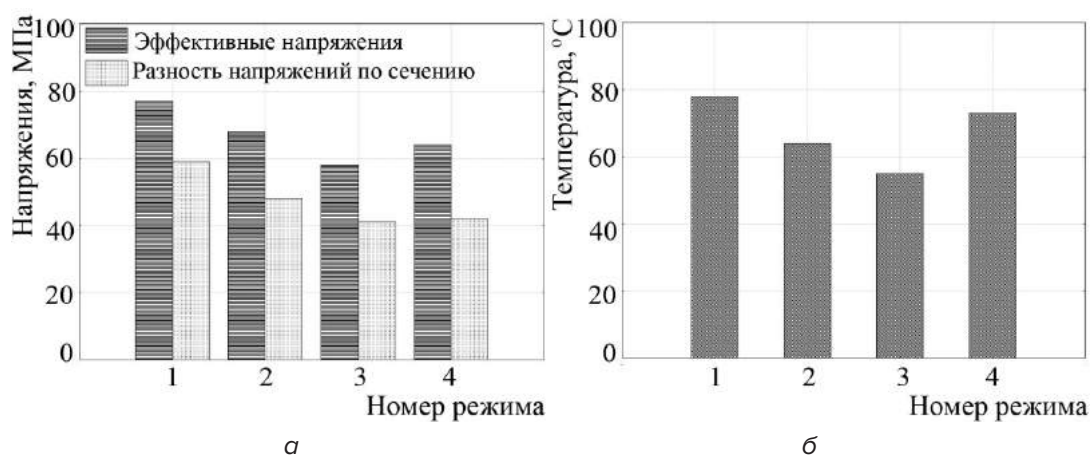 Напряжения, МПа
100
80
60
40
20
0
Эффективные напряжения
Разность напряжений по сечению
1 2 3 4
Номер режима
а
Температура, °С
100
80
60
40
20
0
1 2 3 4
Номер режима
б